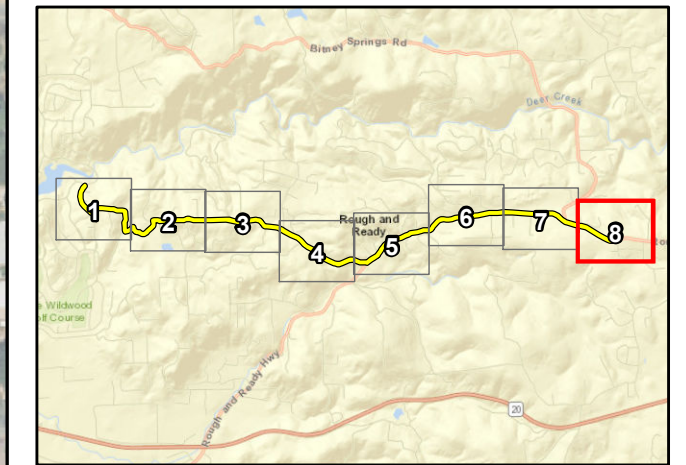 Bitney Springs Rd
Deer Creek
1
2
3
4
Rough and
Ready
5
6
7
8
Wildwood
lf Course
Rough and Ready Hwy
20